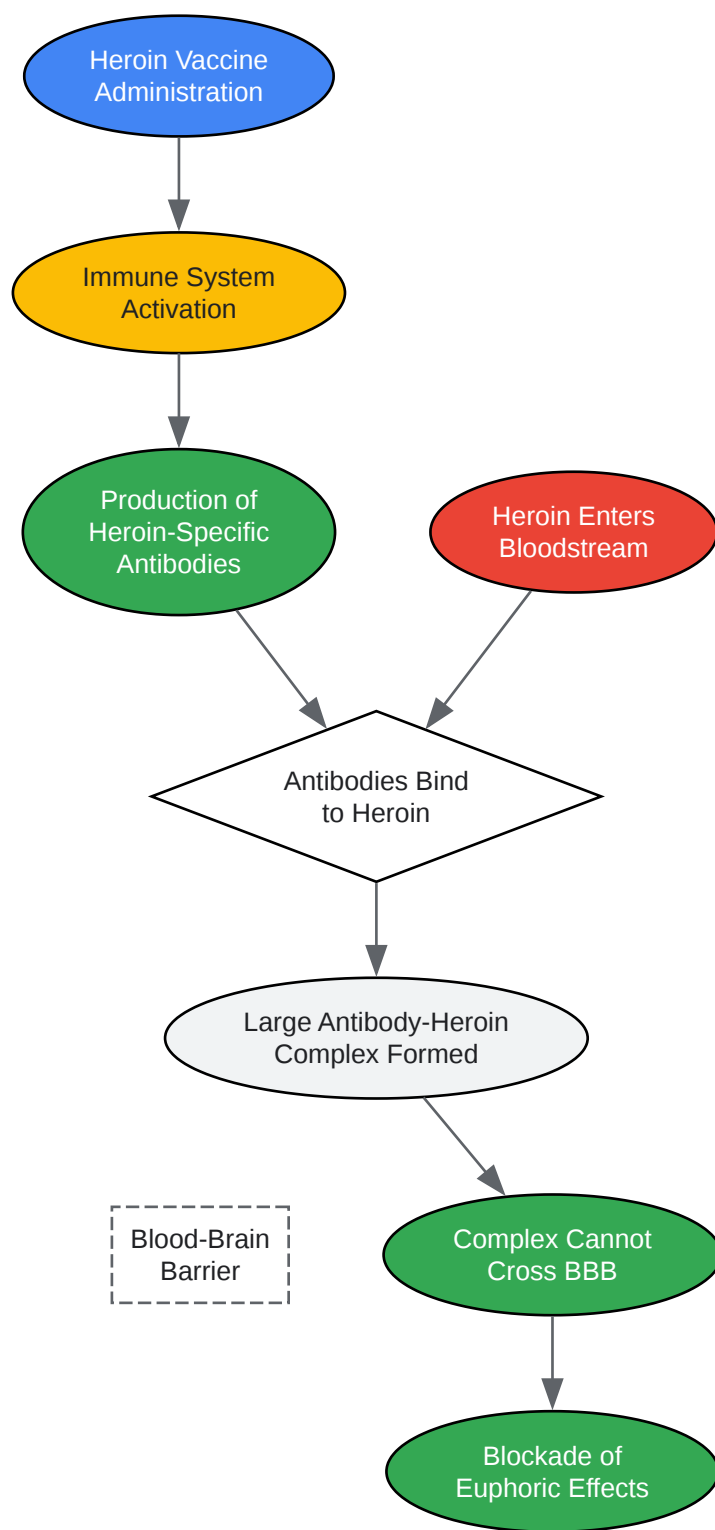 Heroin Vaccine
Administration
Immune System
Activation
Production of
Heroin-Specific
Antibodies
Heroin Enters
Bloodstream
Antibodies Bind
to Heroin
Large Antibody-Heroin
Complex Formed
Blood-Brain
Barrier
Complex Cannot
Cross BBB
Blockade of
Euphoric Effects